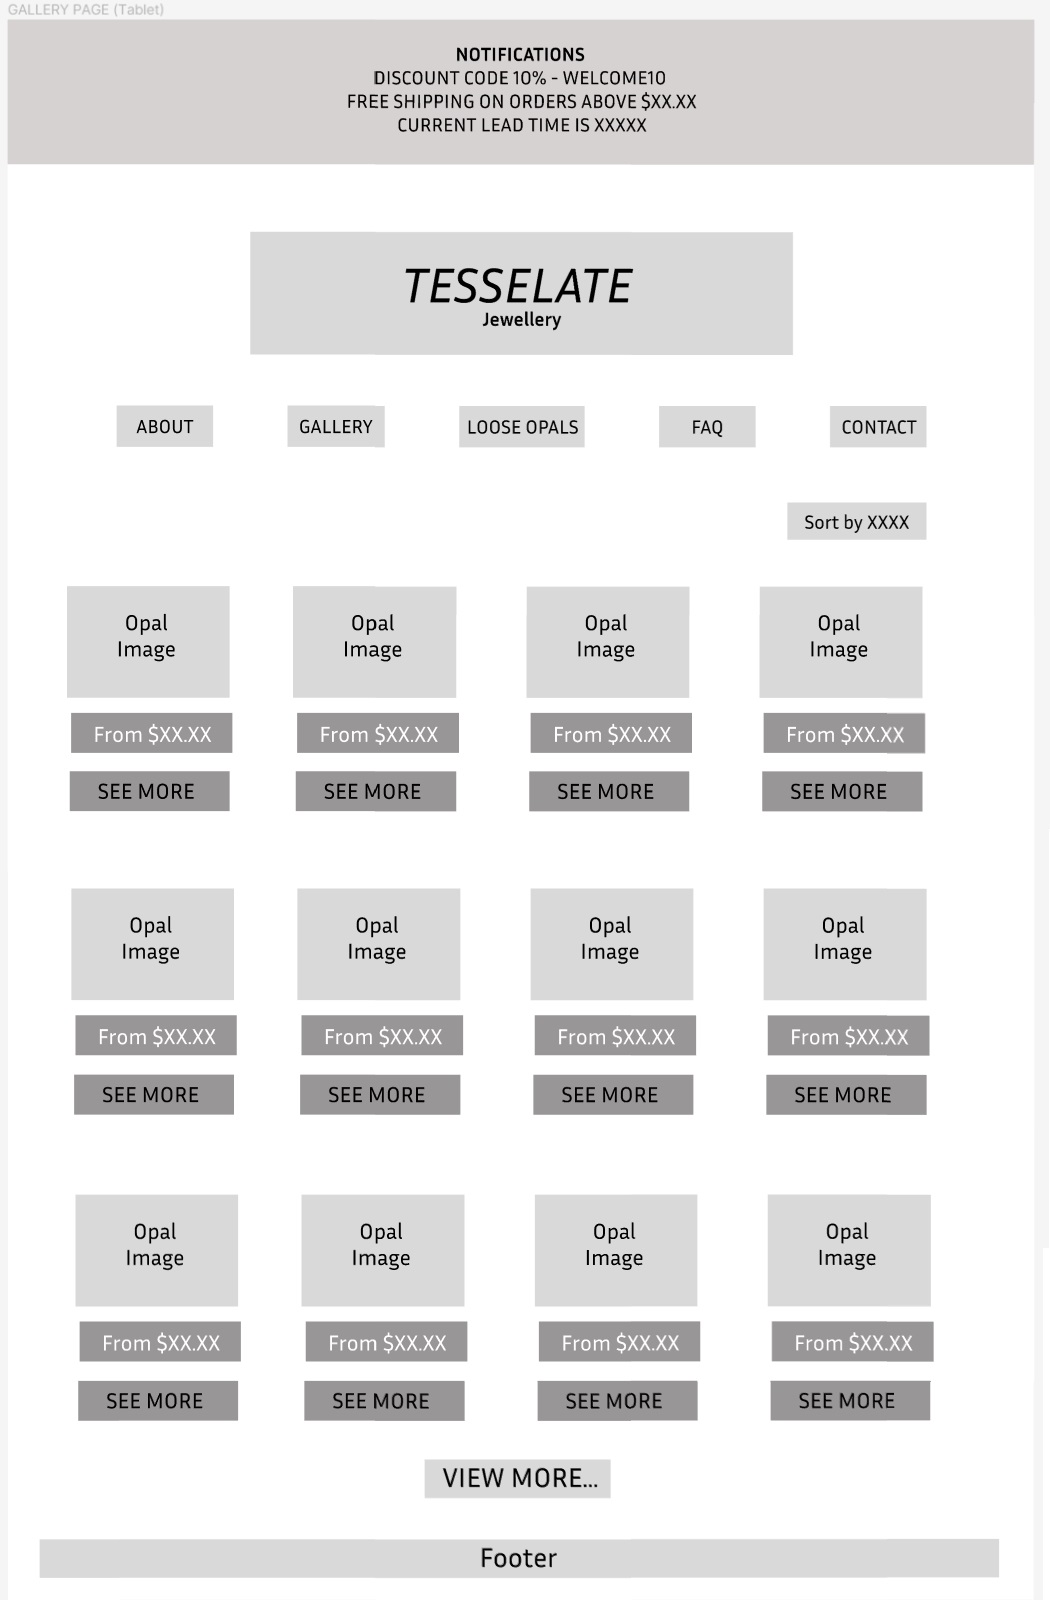 GALLERY PAGE (Tablet)
NOTIFICATIONS
DISCOUNT CODE 10% - WELCOME10
FREE SHIPPING ON ORDERS ABOVE $XX.XX
CURRENT LEAD TIME IS XXXXX
TESSELATE
Jewellery
ABOUT GALLERY LOOSE OPALS FAQ CONTACT
Sort by XXXX
Opal Opal Opal Opal
Image Image Image Image
From $XX.XX From $XX.XX From $XX.XX From $XX.XX
SEE MORE SEE MORE SEE MORE SEE MORE
Opal Opal Opal Opal
Image Image Image Image
From $XX.XX From $XX.XX From $XX.XX From $XX.XX
SEE MORE SEE MORE SEE MORE SEE MORE
Opal Opal Opal Opal
Image Image Image Image
From $XX.XX From $XX.XX From $XX.XX From $XX.XX
SEE MORE SEE MORE SEE MORE SEE MORE
VIEW MORE...
Footer